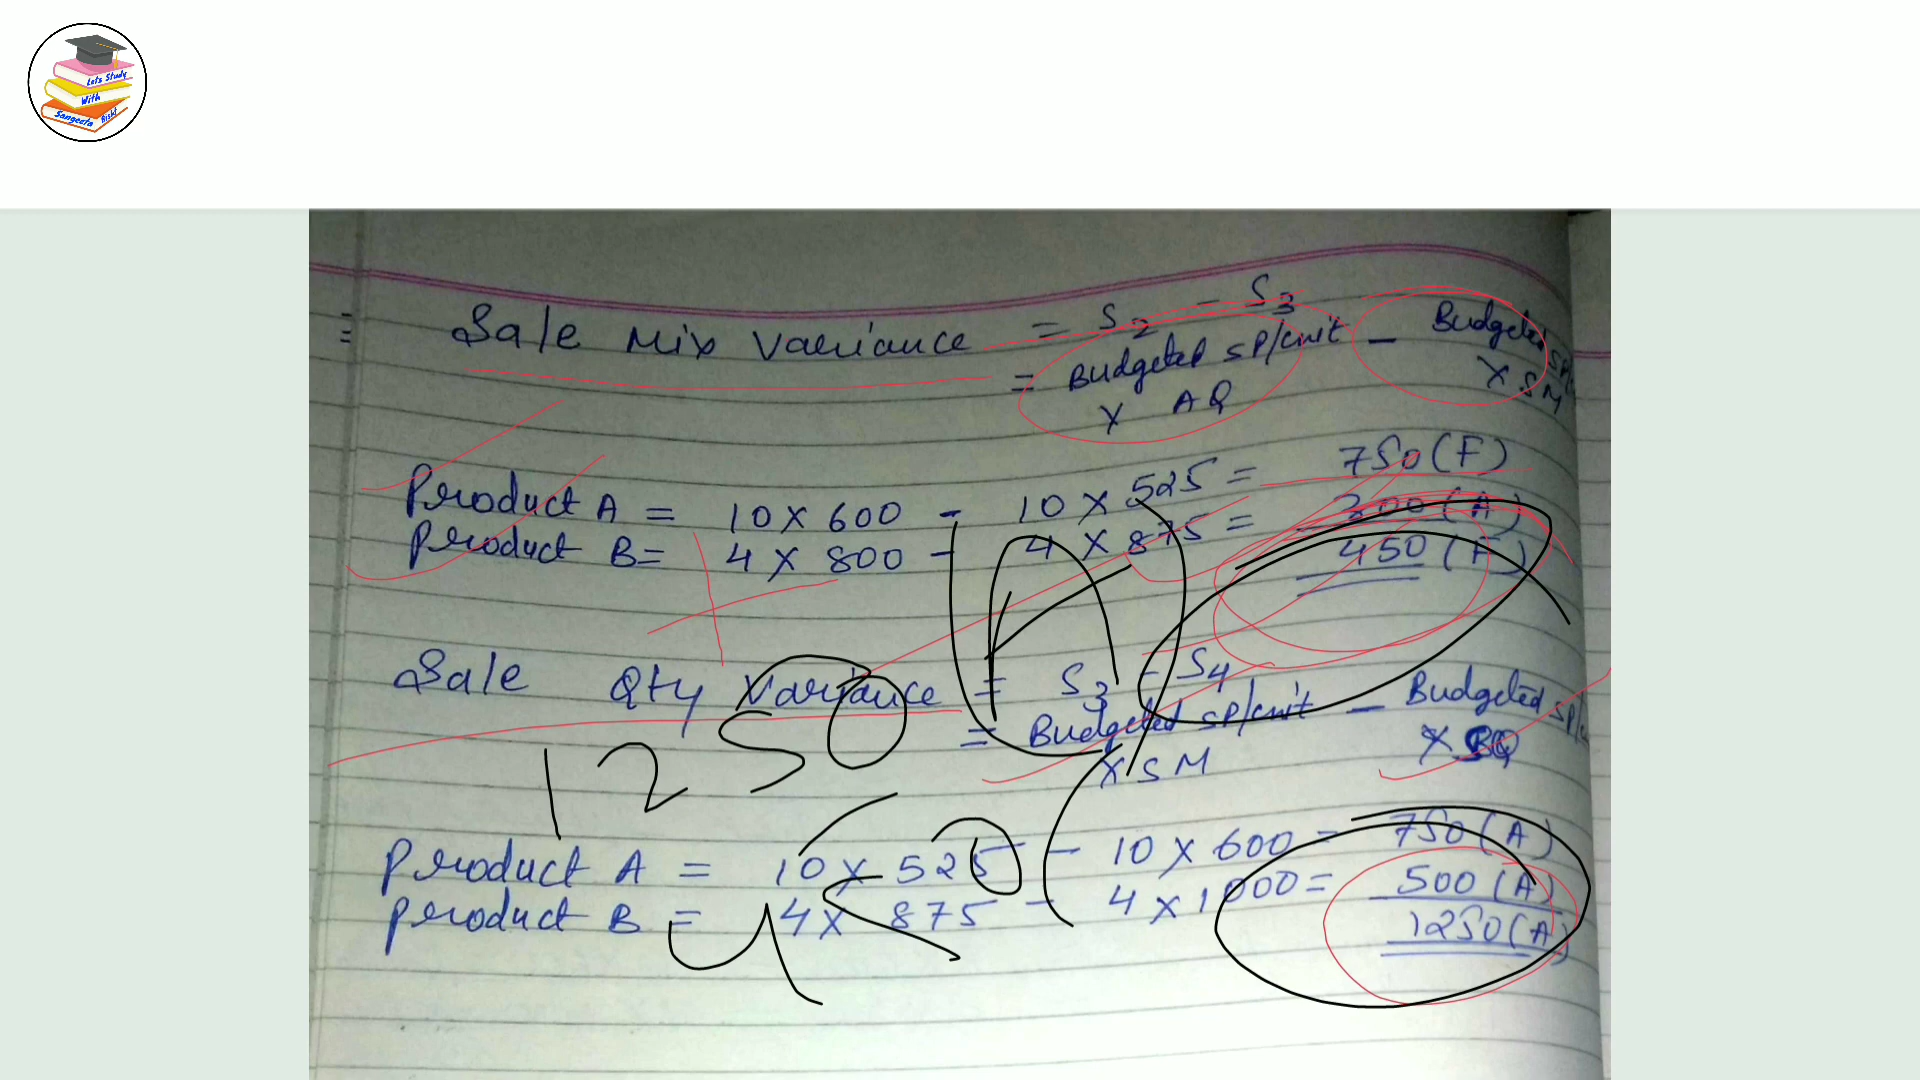 Lets Study
With
Sangeeta Bisht
= Sale Mix Variance = S2 - S3
= Budgeted SP/unit X AQ - Budgeted SP/ X SM
Product A = 10 X 600 - 10 X 525 = 750 (F)
Product B = 4 X 800 - 4 X 875 = 300 (A)
450 (F)
Sale Qty Variance = S3 - S4
= Budgeted SP/unit X SM - Budgeted SP/u X BQ
1250
Product A = 10 X 525 - 10 X 600 = 750 (A)
Product B = 4 X 875 - 4 X 1000 = 500 (A)
1250 (A)